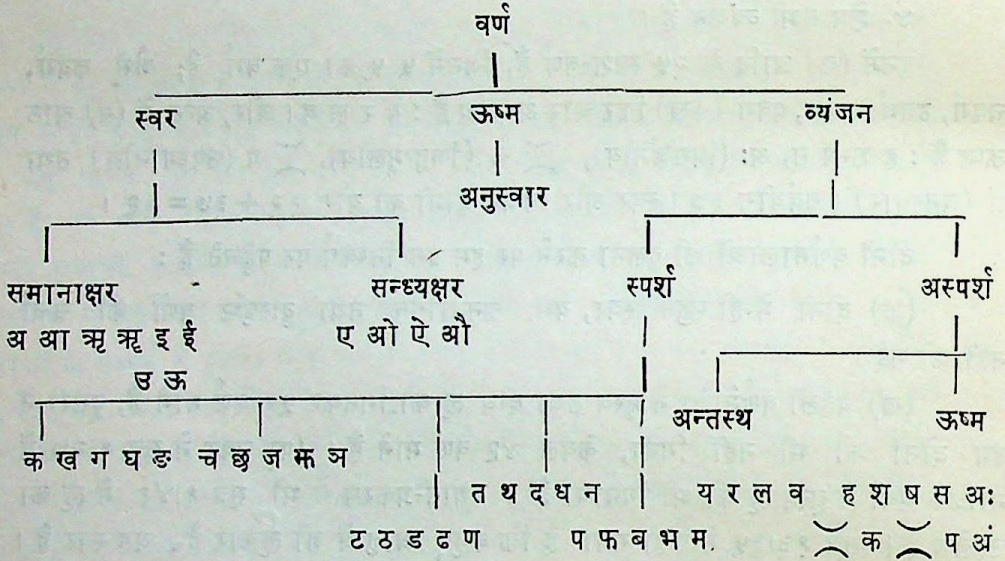 वर्ण
स्वर ऊष्म व्यंजन
अनुस्वार
समानाक्षर सन्ध्यक्षर स्पर्श अस्पर्श
अ आ ऋ ॠ इ ई ए ओ ऐ औ
उ ऊ
अन्तस्थ ऊष्म
क ख ग घ ङ च छ ज झ ञ
त थ द ध न य र ल व ह श ष स अः
ट ठ ड ढ ण प फ ब भ म. क प अं